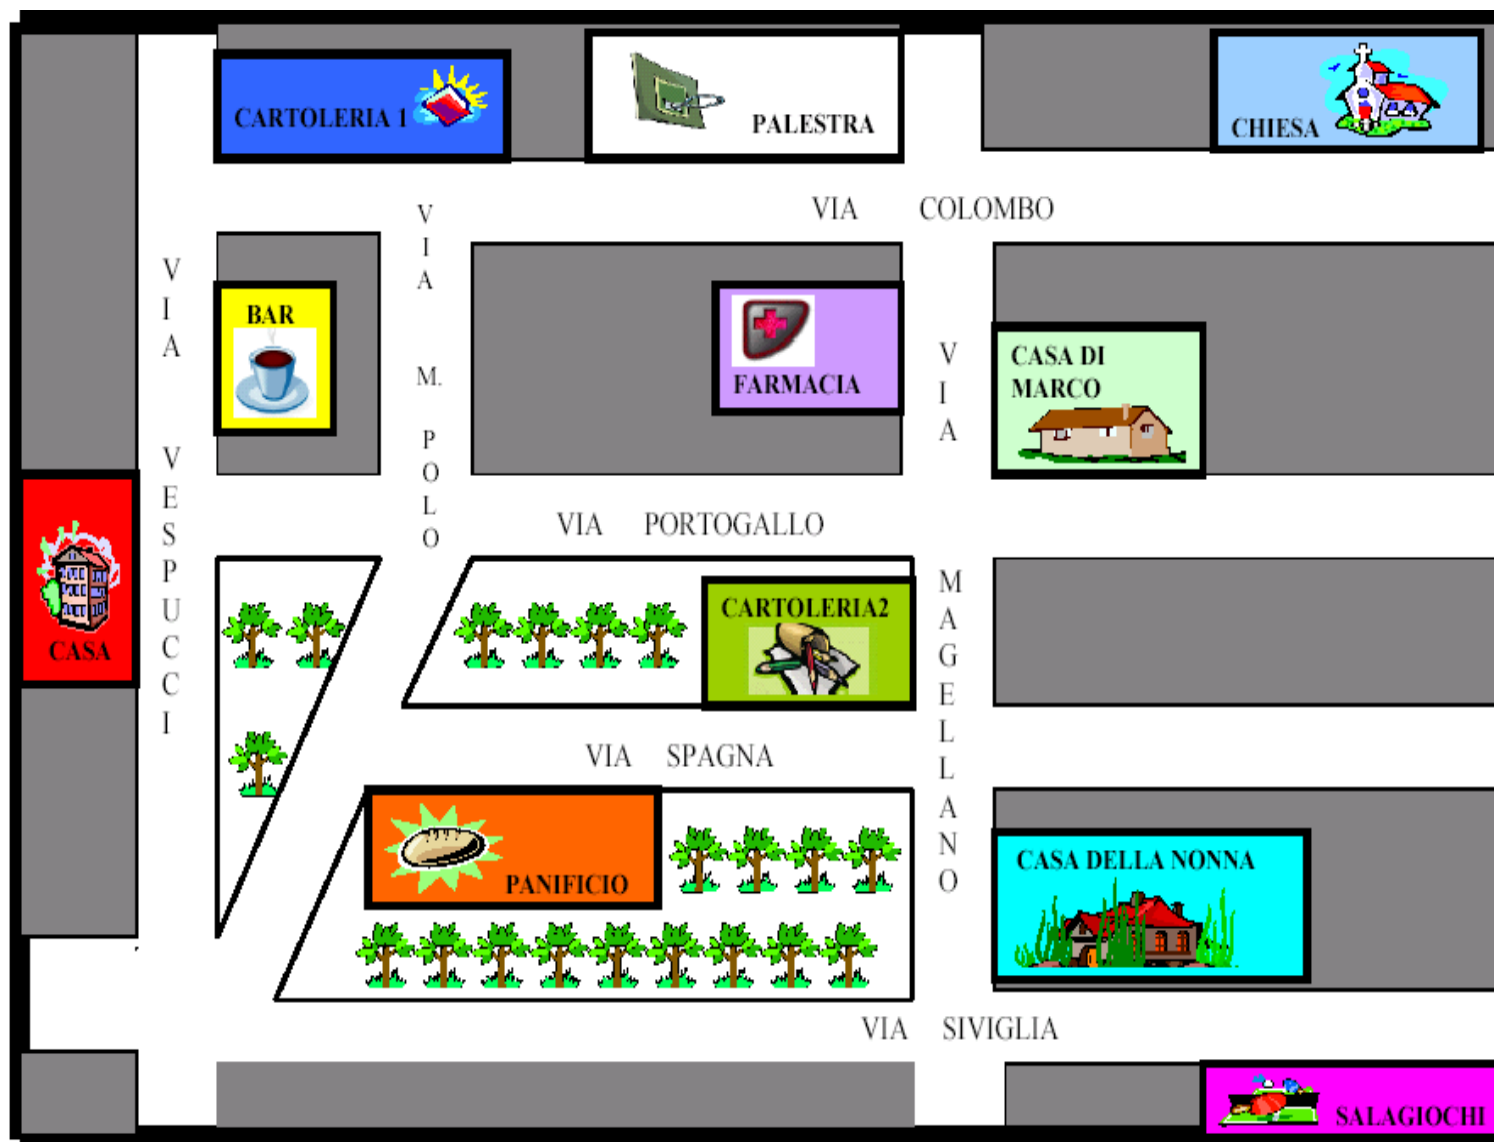 CARTOLERIA 1
PALESTRA
CHIESA
VIA COLOMBO
VIA VESPUCCI
VIA M. POLO
BAR
FARMACIA
VIA MAGELLANO
CASA DI
MARCO
VIA PORTOGALLO
CASA
CARTOLERIA2
VIA SPAGNA
PANIFICIO
CASA DELLA NONNA
VIA SIVIGLIA
SALAGIOCHI